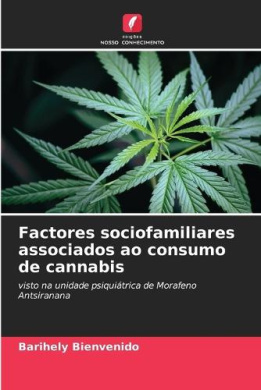 edições
NOSSO CONHECIMENTO
Factores sociofamiliares
associados ao consumo
de cannabis
visto na unidade psiquiátrica de Morafeno
Antsiranana
Barihely Bienvenido